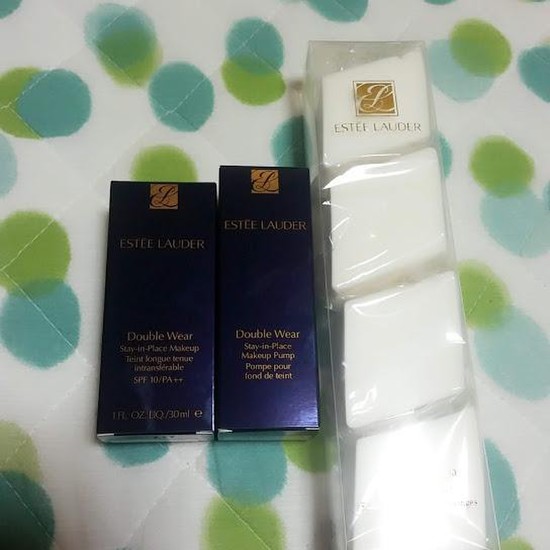 ESTĒE LAUDER
Double Wear
Stay-in-Place Makeup
Teint longue tenue
intransférable
SPF 10/PA++
1 FL.OZ.LIQ./30ml e
ESTĒE LAUDER
Double Wear
Stay-in-Place
Makeup Pump
Pompe pour
fond de teint
ESTĒE LAUDER